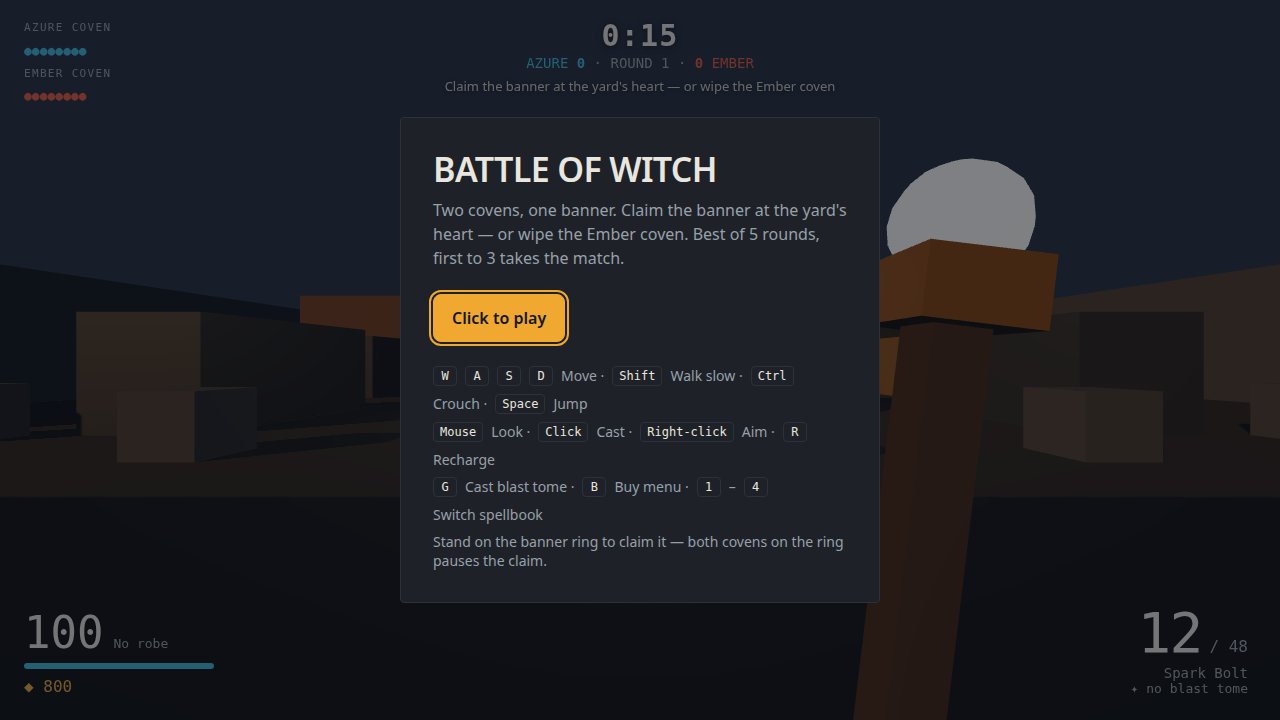 AZURE COVEN
EMBER COVEN
0:15
AZURE 0 · ROUND 1 · 0 EMBER
Claim the banner at the yard's heart — or wipe the Ember coven
BATTLE OF WITCH
Two covens, one banner. Claim the banner at the yard's
heart — or wipe the Ember coven. Best of 5 rounds,
first to 3 takes the match.
Click to play
W A S D Move · Shift Walk slow · Ctrl
Crouch · Space Jump
Mouse Look · Click Cast · Right-click Aim · R
Recharge
G Cast blast tome · B Buy menu · 1 – 4
Switch spellbook
Stand on the banner ring to claim it — both covens on the ring
pauses the claim.
100 No robe
◆ 800
12 / 48
Spark Bolt
✦ no blast tome